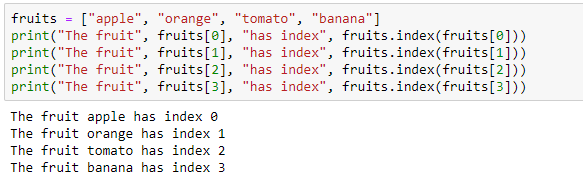 fruits = ["apple", "orange", "tomato", "banana"]
print("The fruit", fruits[0], "has index", fruits.index(fruits[0]))
print("The fruit", fruits[1], "has index", fruits.index(fruits[1]))
print("The fruit", fruits[2], "has index", fruits.index(fruits[2]))
print("The fruit", fruits[3], "has index", fruits.index(fruits[3]))
The fruit apple has index 0
The fruit orange has index 1
The fruit tomato has index 2
The fruit banana has index 3